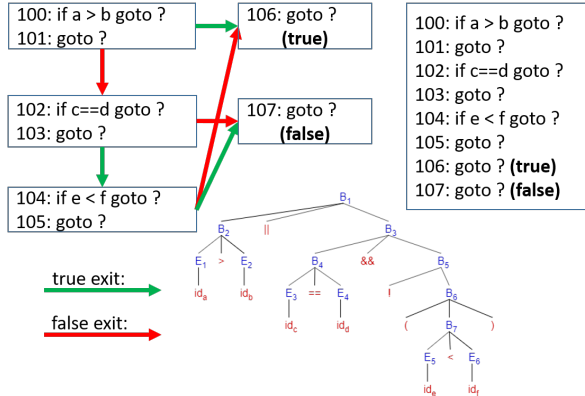 100: if a > b goto ?
101: goto ?
106: goto ?
(true)
102: if c==d goto ?
103: goto ?
107: goto ?
(false)
104: if e < f goto ?
105: goto ?
100: if a > b goto ?
101: goto ?
102: if c==d goto ?
103: goto ?
104: if e < f goto ?
105: goto ?
106: goto ? (true)
107: goto ? (false)
true exit:
false exit:
B1
B2 || B3
E1 > E2 B4 && B5
ida idb E3 == E4 ! B6
idc idd ( B7 )
E5 < E6
ide idf